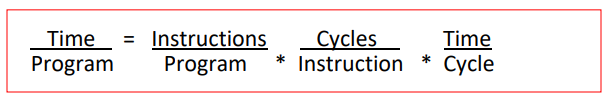 Time = Instructions Cycles Time
Program Program * Instruction * Cycle